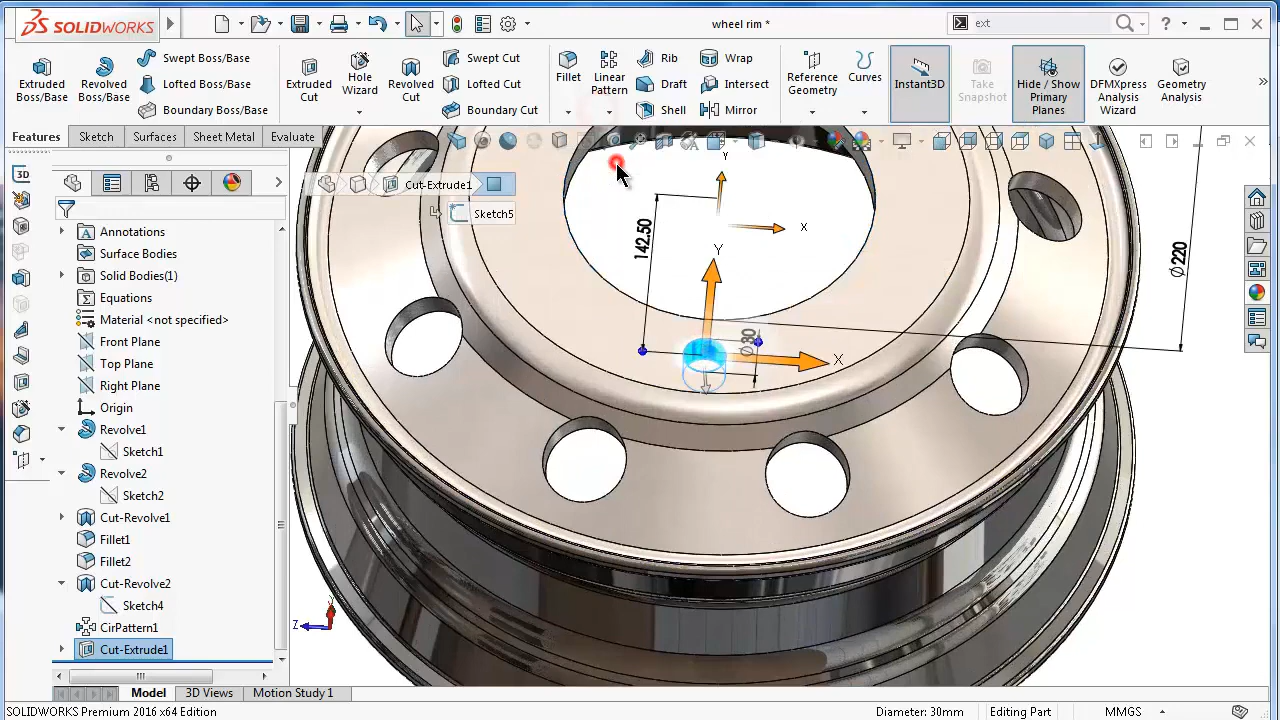 SOLIDWORKS
wheel rim *
ext
Extruded Boss/Base
Revolved Boss/Base
Swept Boss/Base
Lofted Boss/Base
Boundary Boss/Base
Extruded Cut
Hole Wizard
Revolved Cut
Swept Cut
Lofted Cut
Boundary Cut
Fillet
Linear Pattern
Rib
Draft
Shell
Wrap
Intersect
Mirror
Reference Geometry
Curves
Instant3D
Take Snapshot
Hide / Show Primary Planes
DFMXpress Analysis Wizard
Geometry Analysis
Features
Sketch
Surfaces
Sheet Metal
Evaluate
3D
Cut-Extrude1
Sketch5
Annotations
Surface Bodies
Solid Bodies(1)
Equations
Material <not specified>
Front Plane
Top Plane
Right Plane
Origin
Revolve1
Sketch1
Revolve2
Sketch2
Cut-Revolve1
Fillet1
Fillet2
Cut-Revolve2
Sketch4
CirPattern1
Cut-Extrude1
Y
X
142.50
Y
X
Ø30
Ø220
Y
Z
Model
3D Views
Motion Study 1
SOLIDWORKS Premium 2016 x64 Edition
Diameter: 30mm
Editing Part
MMGS